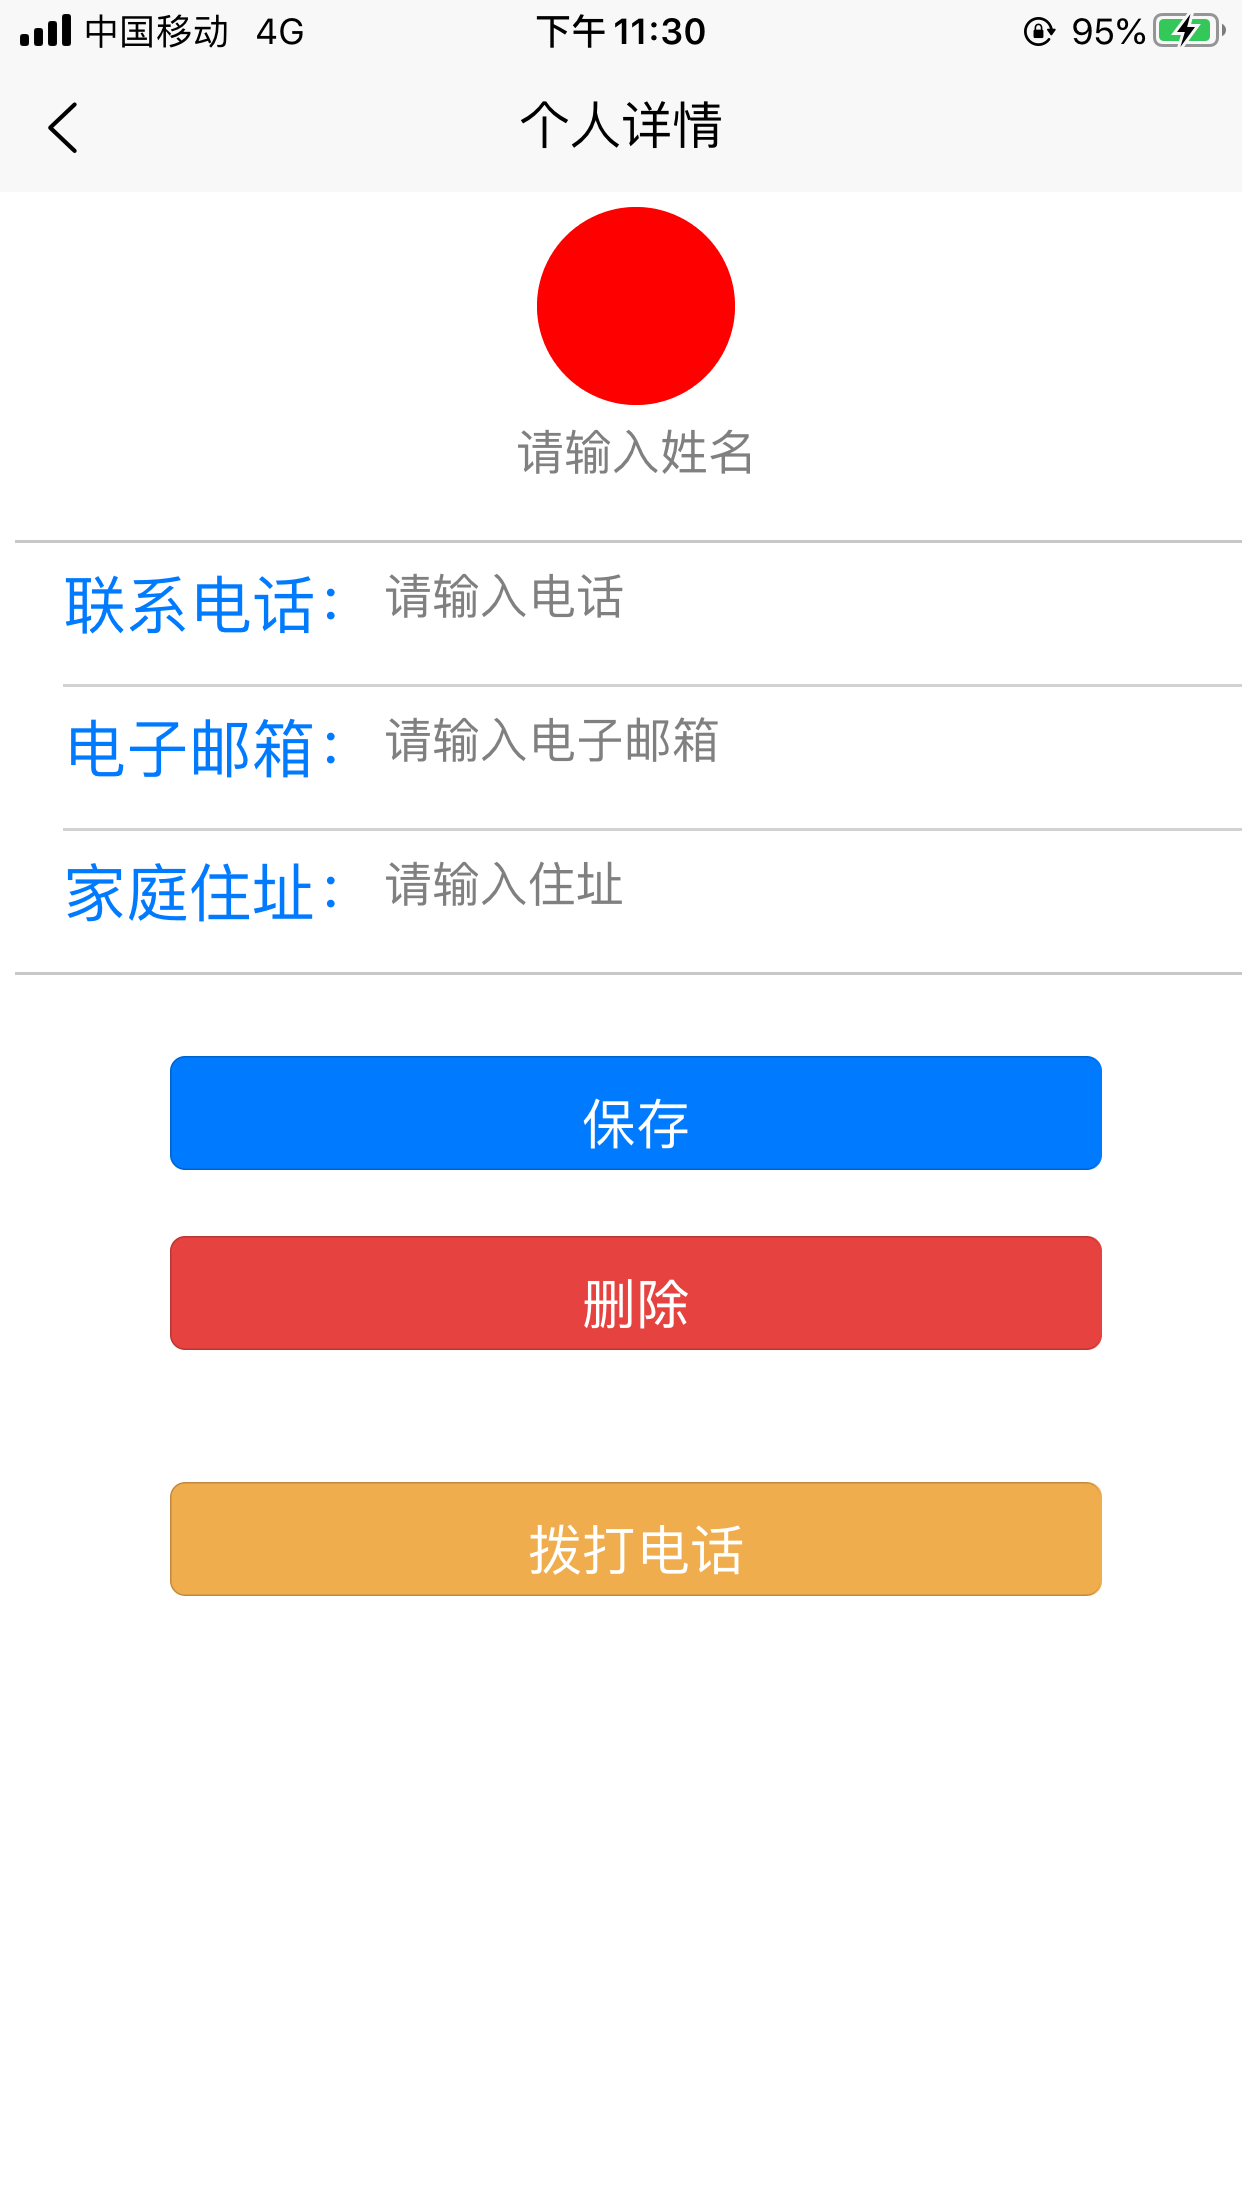 中国移动 4G 下午11:30 95%
个人详情
请输入姓名
联系电话： 请输入电话
电子邮箱： 请输入电子邮箱
家庭住址： 请输入住址
保存
删除
拨打电话